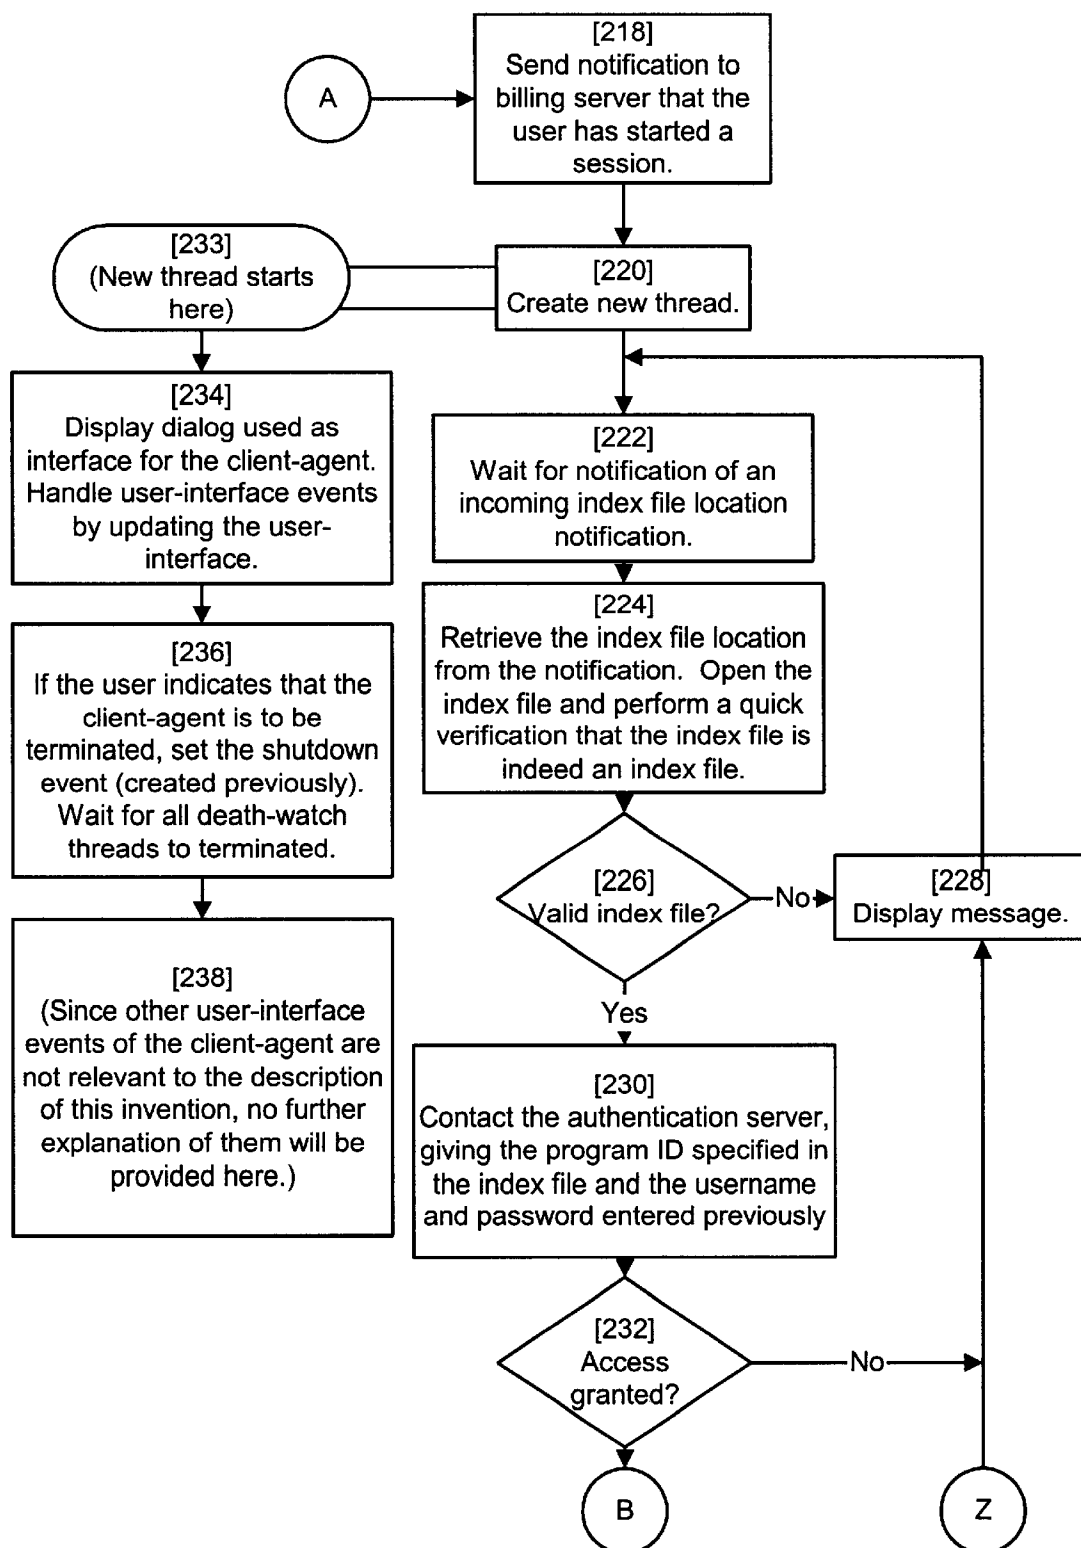 [218]
Send notification to
billing server that the
user has started a
session.
A
[233]
(New thread starts
here)
[220]
Create new thread.
[234]
Display dialog used as
interface for the client-agent.
Handle user-interface events
by updating the user-
interface.
[222]
Wait for notification of an
incoming index file location
notification.
[236]
If the user indicates that the
client-agent is to be
terminated, set the shutdown
event (created previously).
Wait for all death-watch
threads to terminated.
[224]
Retrieve the index file location
from the notification. Open the
index file and perform a quick
verification that the index file is
indeed an index file.
[226]
Valid index file?
No
[228]
Display message.
Yes
[238]
(Since other user-interface
events of the client-agent are
not relevant to the description
of this invention, no further
explanation of them will be
provided here.)
[230]
Contact the authentication server,
giving the program ID specified in
the index file and the username
and password entered previously
[232]
Access
granted?
No
B
Z